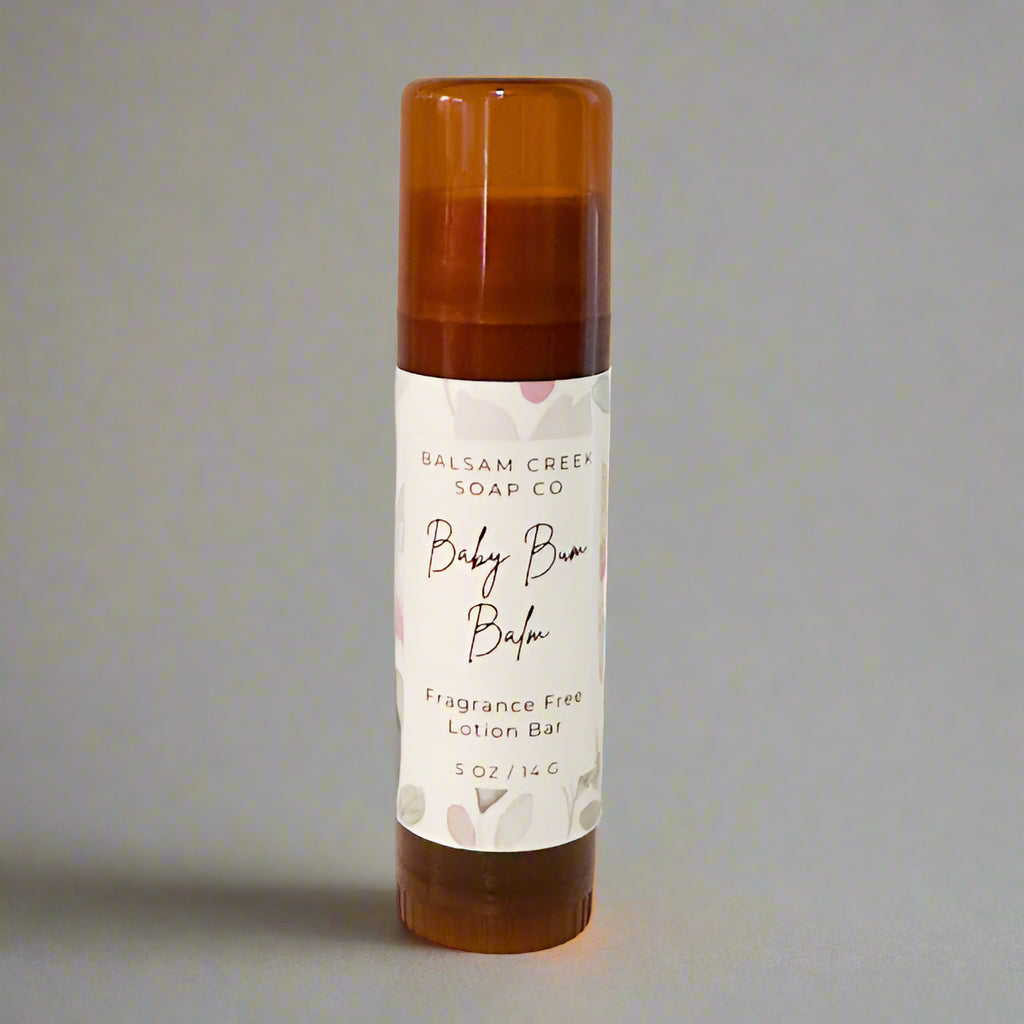 BALSAM CREEK
SOAP CO
Baby Bum
Balm
Fragrance Free
Lotion Bar
5 OZ / 14 G